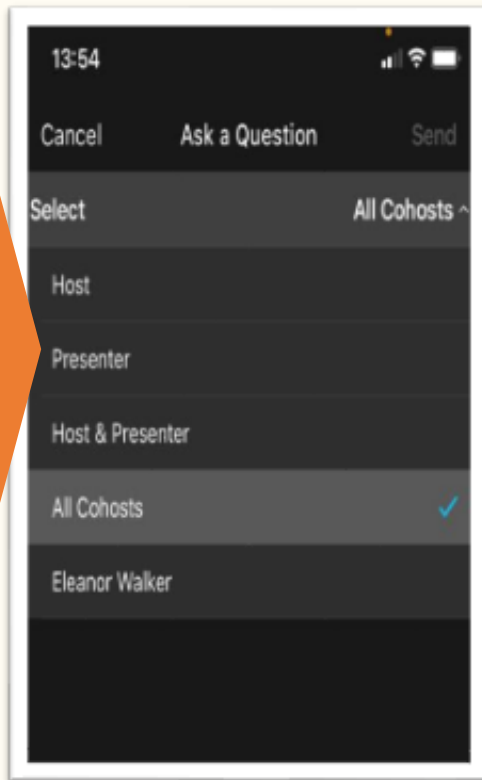 13:54
Cancel Ask a Question Send
Select All Cohosts
Host
Presenter
Host & Presenter
All Cohosts
Eleanor Walker